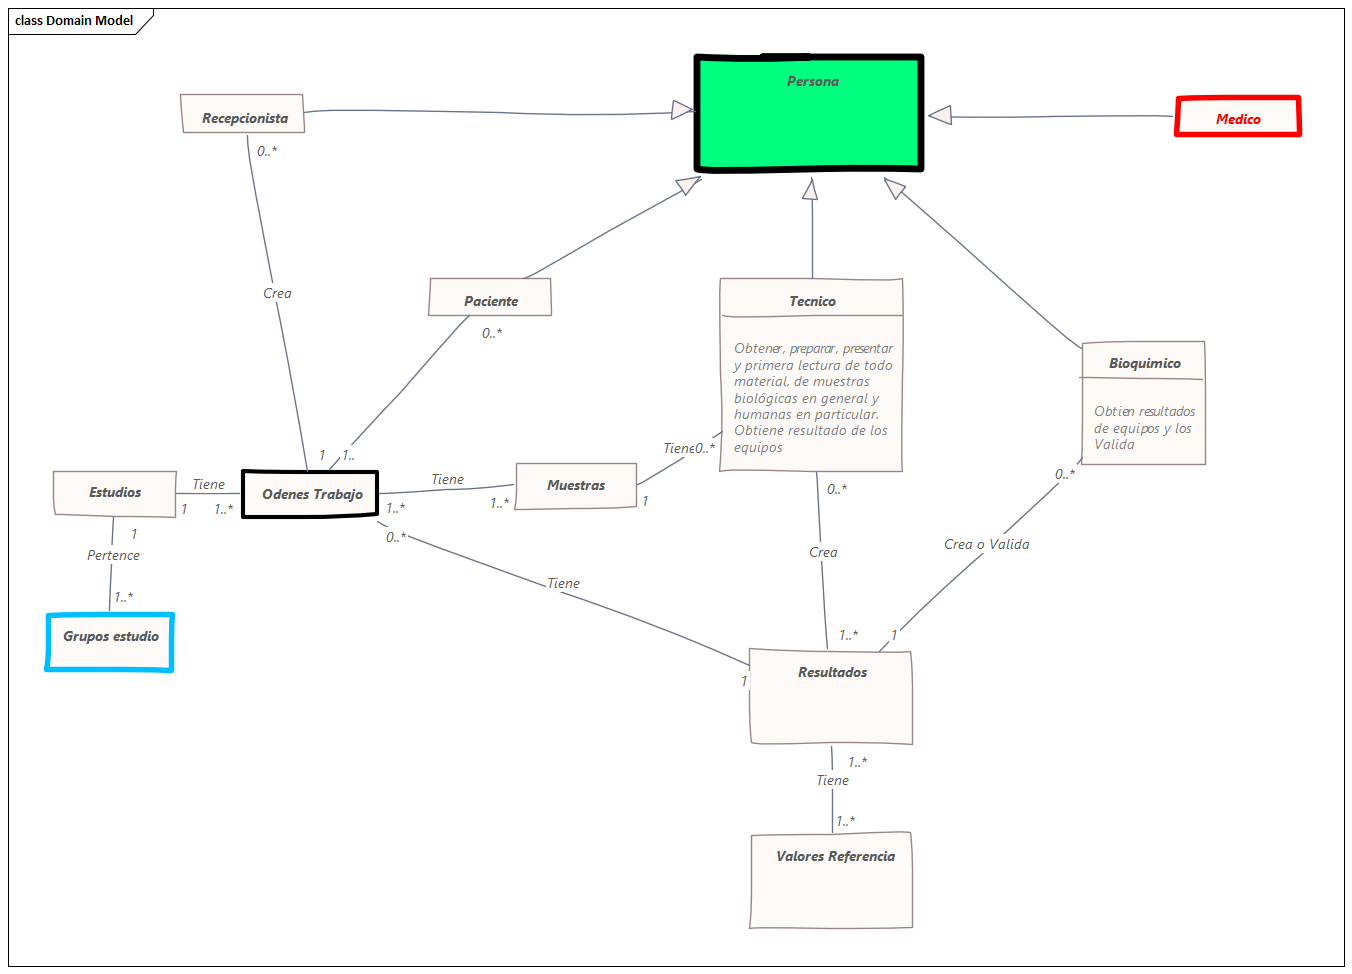 class Domain Model
Persona
Recepcionista
Medico
0..*
Crea
Paciente
0..*
Tecnico
Obtener, preparar, presentar
y primera lectura de todo
material, de muestras
biológicas en general y
humanas en particular.
Obtiene resultado de los
equipos
Bioquimico
Obtien resultados
de equipos y los
Valida
1
1..
Tiene
0..*
0..*
Estudios
Tiene
1
1..*
Odenes Trabajo
Tiene
1..*
1..*
Muestras
1
0..*
0..*
1
Pertence
1..*
Crea
Crea o Valida
Tiene
Grupos estudio
1..*
1
1
Resultados
1..*
Tiene
1..*
Valores Referencia